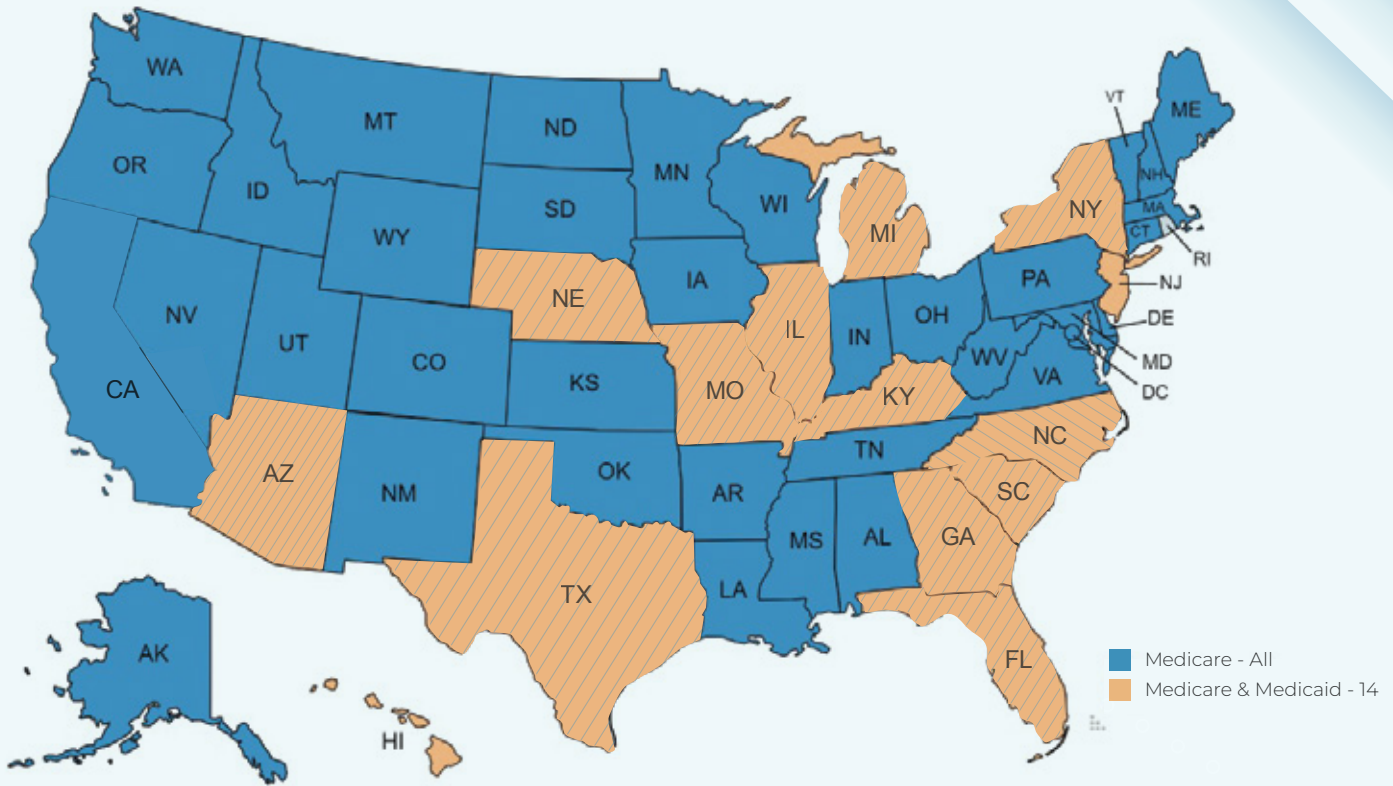 WA
MT
ND
MN
VT
ME
OR
ID
SD
WI
NH
WY
MI
NY
MA
CT
RI
IA
NE
PA
NJ
NV
UT
CO
IL
IN
OH
DE
MD
DC
CA
KS
MO
WV
VA
KY
AZ
NM
OK
TN
NC
AR
SC
MS
AL
GA
TX
LA
AK
FL
HI
Medicare - All
Medicare & Medicaid - 14